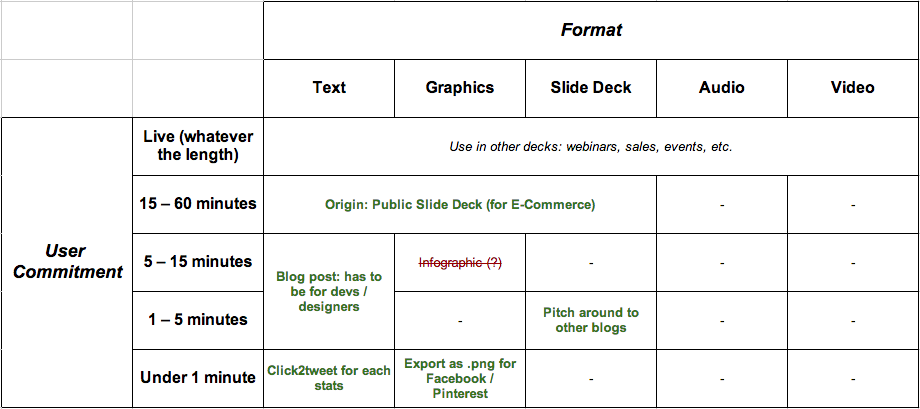 Format
Text Graphics Slide Deck Audio Video
Live (whatever
the length)
Use in other decks: webinars, sales, events, etc.
15 – 60 minutes
Origin: Public Slide Deck (for E-Commerce)
-
-
User
Commitment
5 – 15 minutes
Blog post: has to
be for devs /
designers
Infographic (?)
-
-
-
1 – 5 minutes
-
Pitch around to
other blogs
-
-
Under 1 minute
Click2tweet for each
stats
Export as .png for
Facebook /
Pinterest
-
-
-